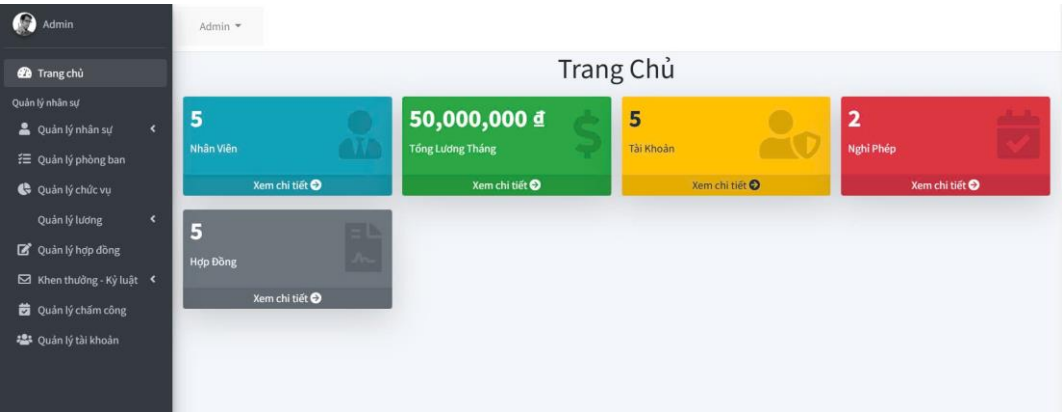 Admin
Trang chủ
Quản lý nhân sự
Quản lý nhân sự
Quản lý phòng ban
Quản lý chức vụ
Quản lý lương
Quản lý hợp đồng
Khen thưởng - Kỷ luật
Quản lý chấm công
Quản lý tài khoản
Admin
Trang Chủ
5
Nhân Viên
Xem chi tiết
50,000,000 ₫
Tổng Lương Tháng
Xem chi tiết
5
Tài Khoản
Xem chi tiết
2
Nghỉ Phép
Xem chi tiết
5
Hợp Đồng
Xem chi tiết